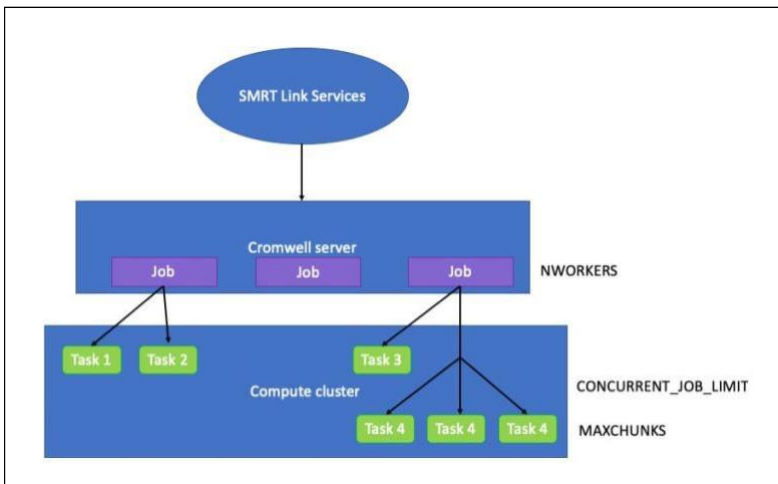 SMRT Link Services
Cromwell server
Job
Job
Job
NWORKERS
Task 1
Task 2
Task 3
Compute cluster
CONCURRENT_JOB_LIMIT
Task 4
Task 4
Task 4
MAXCHUNKS